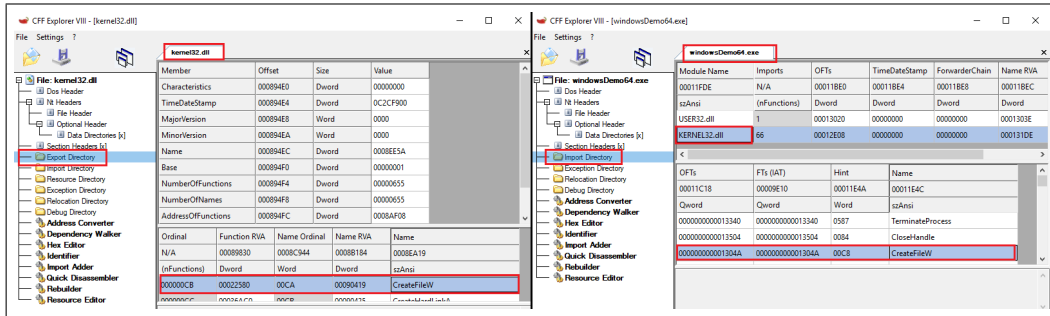 CFF Explorer VIII - [kernel32.dll]
File Settings ?
kernel32.dll
File: kernel32.dll
Dos Header
Nt Headers
File Header
Optional Header
Data Directories [x]
Section Headers [x]
Export Directory
Import Directory
Resource Directory
Exception Directory
Relocation Directory
Debug Directory
Address Converter
Dependency Walker
Hex Editor
Identifier
Import Adder
Quick Disassembler
Rebuilder
Resource Editor
Member Offset Size Value
Characteristics 000894E0 Dword 00000000
TimeDateStamp 000894E4 Dword 0C2CF900
MajorVersion 000894E8 Word 0000
MinorVersion 000894EA Word 0000
Name 000894EC Dword 0008EE5A
Base 000894F0 Dword 00000001
NumberOfFunctions 000894F4 Dword 00000655
NumberOfNames 000894F8 Dword 00000655
AddressOfFunctions 000894FC Dword 0008AF08
Ordinal Function RVA Name Ordinal Name RVA Name
N/A 00089830 0008C944 0008B184 0008EA19
(nFunctions) Dword Word Dword szAnsi
000000CB 00022580 00CA 00090419 CreateFileW
000000CC 00026AC0 00CB 00090425 CreateHardLinkA
CFF Explorer VIII - [windowsDemo64.exe]
File Settings ?
windowsDemo64.exe
File: windowsDemo64.exe
Dos Header
Nt Headers
File Header
Optional Header
Data Directories [x]
Section Headers [x]
Import Directory
Exception Directory
Relocation Directory
Debug Directory
Address Converter
Dependency Walker
Hex Editor
Identifier
Import Adder
Quick Disassembler
Rebuilder
Resource Editor
Module Name Imports OFTs TimeDateStamp ForwarderChain Name RVA
00011FDE N/A 00011BE0 00011BE4 00011BE8 00011BEC
szAnsi (nFunctions) Dword Dword Dword Dword
USER32.dll 1 00013020 00000000 00000000 0001303E
KERNEL32.dll 66 00012E08 00000000 00000000 000131DE
OFTs FTs (IAT) Hint Name
00011C18 00009E10 00011E4A 00011E4C
Qword Qword Word szAnsi
0000000000013340 0000000000013340 0587 TerminateProcess
0000000000013504 0000000000013504 0084 CloseHandle
000000000001304A 000000000001304A 00C8 CreateFileW